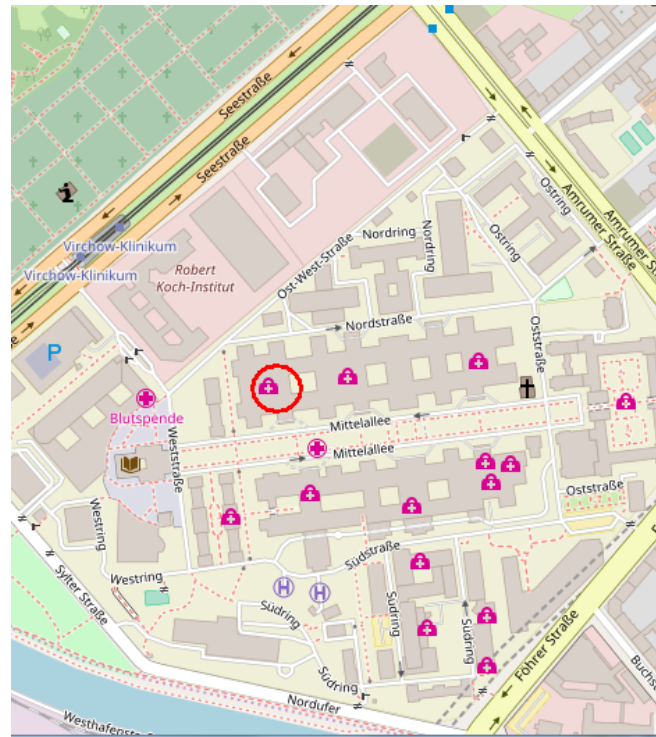 Seestraße
Seestraße
Amrumer Straße
Amrumer Str
Ostring
Ostring
Nordring
Nordring
Ost-West-Straße
Virchow-Klinikum
Virchow-Klinikum
Robert
Koch-Institut
Nordstraße
Oststraße
P
Blutspende
Mittelallee
Mittelallee
Weststraße
Oststraße
Westring
Westring
Südstraße
Sylter Straße
H
H
Südring
Südring
Südring
Südring
Föhrer Straße
Buchs
Nordufer
Westhafenstraß